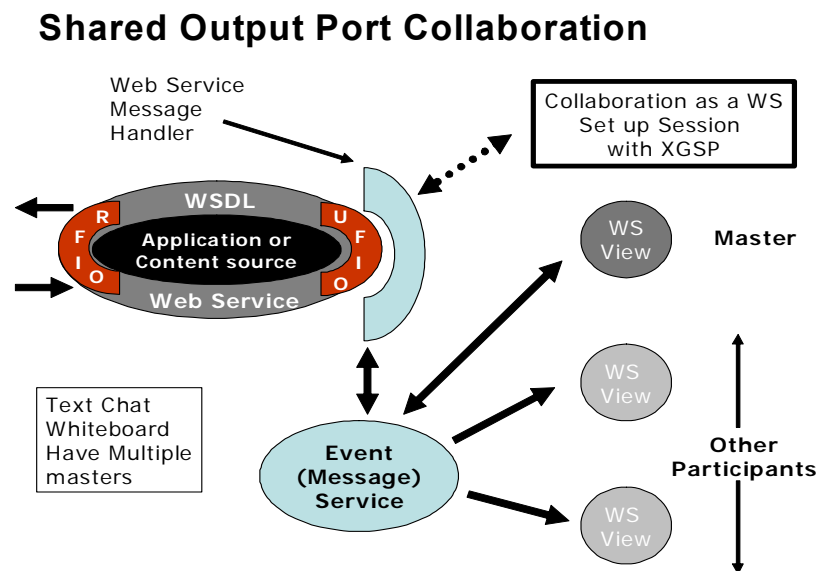 Shared Output Port Collaboration
Web Service
Message
Handler
Collaboration as a WS
Set up Session
with XGSP
WSDL
R
F
I
O
U
F
I
O
Application or
Content source
Web Service
WS
View
Master
WS
View
Text Chat
Whiteboard
Have Multiple
masters
Event
(Message)
Service
Other
Participants
WS
View